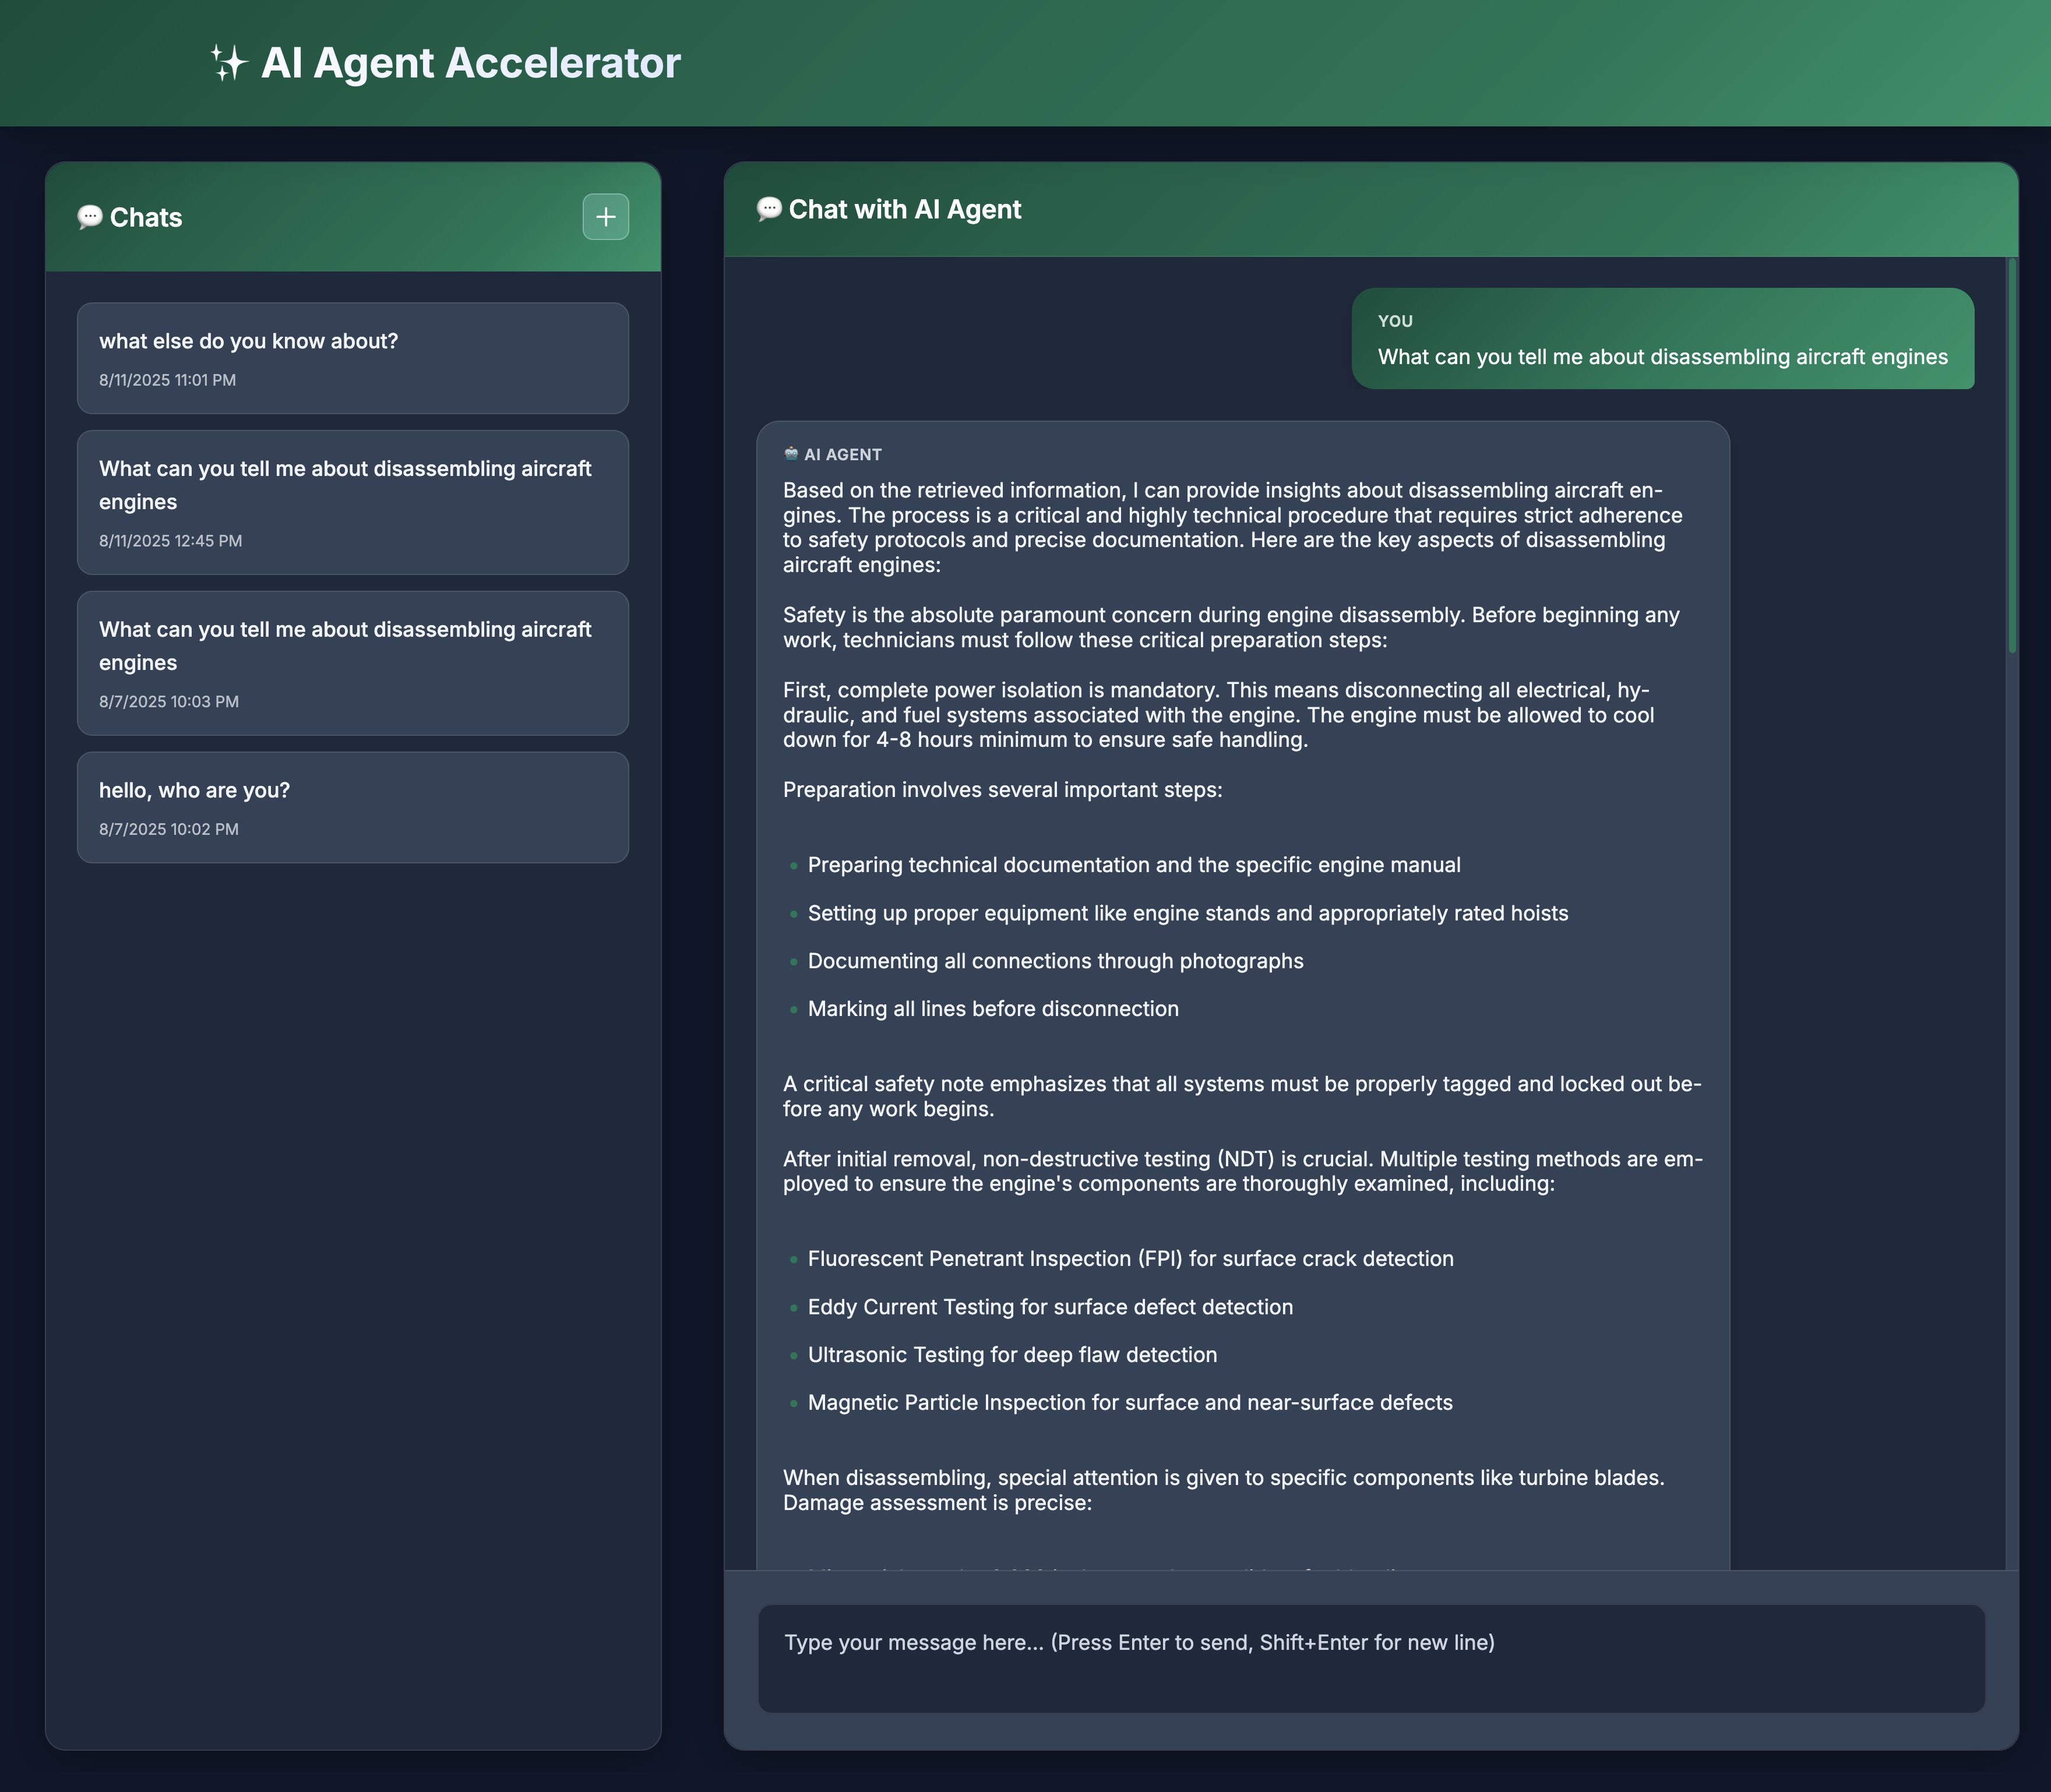 ✨ AI Agent Accelerator
💬 Chats
+
what else do you know about?
8/11/2025 11:01 PM
What can you tell me about disassembling aircraft
engines
8/11/2025 12:45 PM
What can you tell me about disassembling aircraft
engines
8/7/2025 10:03 PM
hello, who are you?
8/7/2025 10:02 PM
💬 Chat with AI Agent
YOU
What can you tell me about disassembling aircraft engines
🤖 AI AGENT
Based on the retrieved information, I can provide insights about disassembling aircraft en-
gines. The process is a critical and highly technical procedure that requires strict adherence
to safety protocols and precise documentation. Here are the key aspects of disassembling
aircraft engines:
Safety is the absolute paramount concern during engine disassembly. Before beginning any
work, technicians must follow these critical preparation steps:
First, complete power isolation is mandatory. This means disconnecting all electrical, hy-
draulic, and fuel systems associated with the engine. The engine must be allowed to cool
down for 4-8 hours minimum to ensure safe handling.
Preparation involves several important steps:
• Preparing technical documentation and the specific engine manual
• Setting up proper equipment like engine stands and appropriately rated hoists
• Documenting all connections through photographs
• Marking all lines before disconnection
A critical safety note emphasizes that all systems must be properly tagged and locked out be-
fore any work begins.
After initial removal, non-destructive testing (NDT) is crucial. Multiple testing methods are em-
ployed to ensure the engine's components are thoroughly examined, including:
• Fluorescent Penetrant Inspection (FPI) for surface crack detection
• Eddy Current Testing for surface defect detection
• Ultrasonic Testing for deep flaw detection
• Magnetic Particle Inspection for surface and near-surface defects
When disassembling, special attention is given to specific components like turbine blades.
Damage assessment is precise:
Type your message here... (Press Enter to send, Shift+Enter for new line)